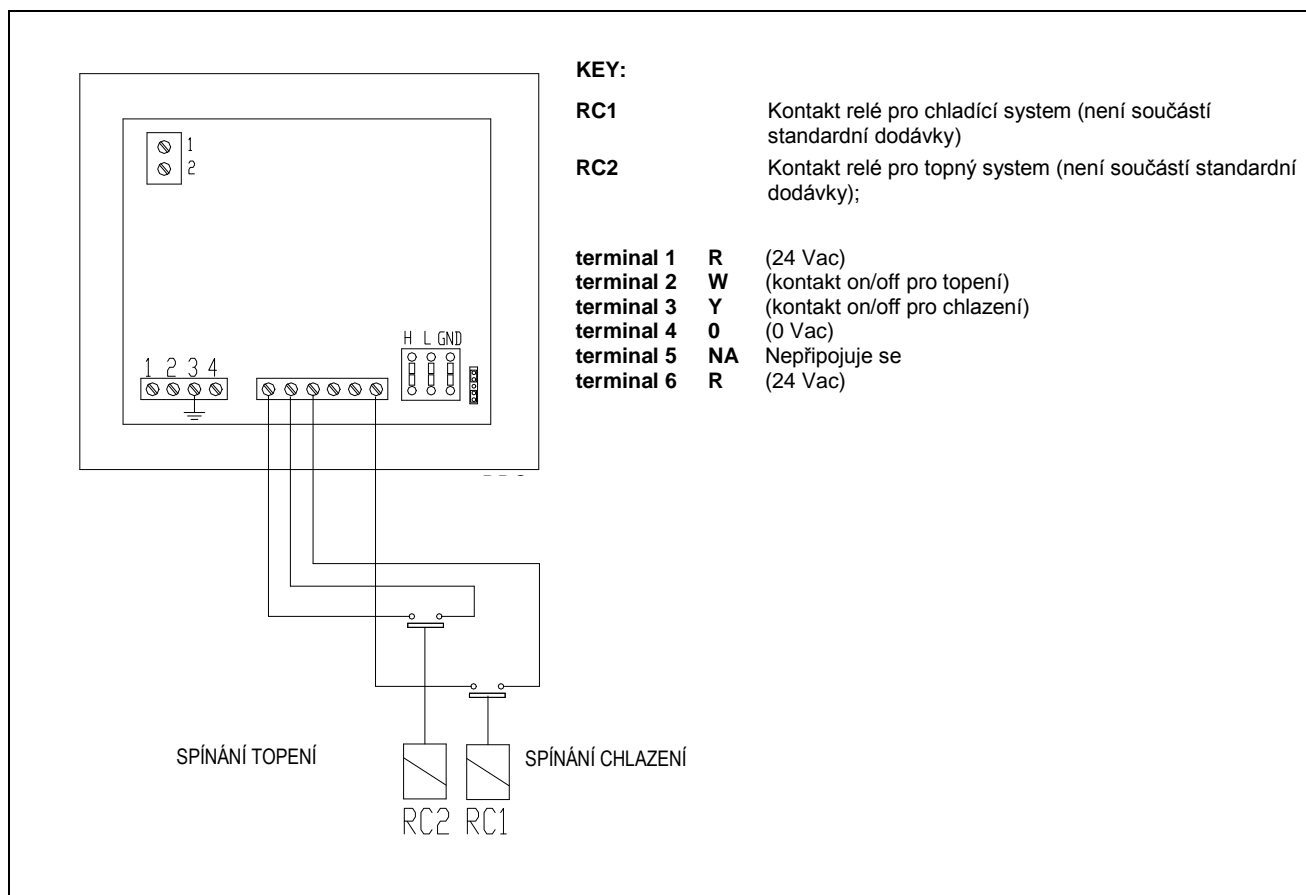 KEY:
RC1 Kontakt relé pro chladící system (není součástí
standardní dodávky)
RC2 Kontakt relé pro topný system (není součástí standardní
dodávky);
terminal 1 R (24 Vac)
terminal 2 W (kontakt on/off pro topení)
terminal 3 Y (kontakt on/off pro chlazení)
terminal 4 0 (0 Vac)
terminal 5 NA Nepřipojuje se
terminal 6 R (24 Vac)
1
2
H L GND
1 2 3 4
SPÍNÁNÍ TOPENÍ
SPÍNÁNÍ CHLAZENÍ
RC2 RC1